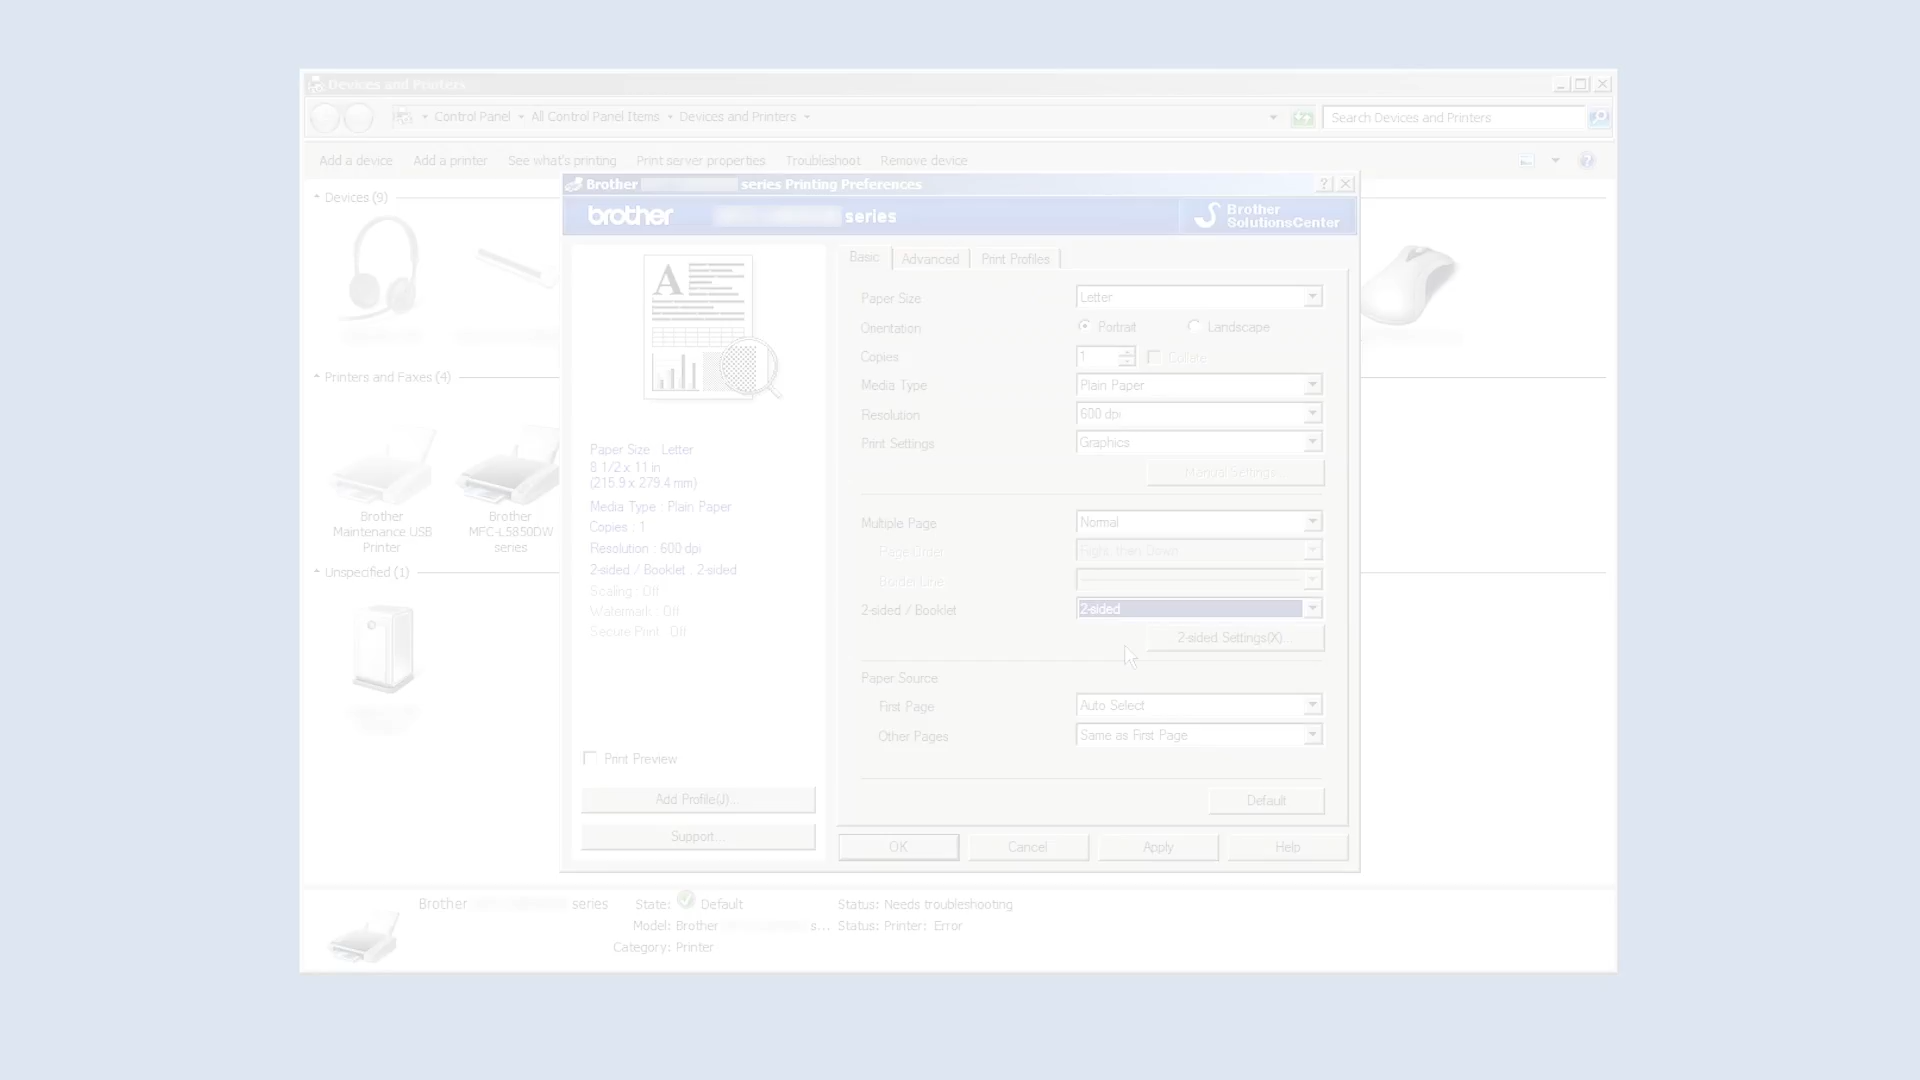 Devices and Printers
Control Panel All Control Panel Items Devices and Printers
Search Devices and Printers
Add a device Add a printer See what's printing Print server properties Troubleshoot Remove device
Devices (9)
Printers and Faxes (4)
Brother
Maintenance USB
Printer
Brother
MFC-L5850DW
series
Unspecified (1)
Brother series Printing Preferences
brother series
Brother
SolutionsCenter
A
Paper Size Letter
8 1/2 x 11 in
(215.9 x 279.4 mm)
Media Type : Plain Paper
Copies : 1
Resolution : 600 dpi
2-sided / Booklet : 2-sided
Scaling : Off
Watermark : Off
Secure Print : Off
Print Preview
Add Profile(J)...
Support...
Basic Advanced Print Profiles
Paper Size Letter
Orientation Portrait Landscape
Copies 1 Collate
Media Type Plain Paper
Resolution 600 dpi
Print Settings Graphics
Manual Settings...
Multiple Page Normal
Page Order Right, then Down
Border Line
2-sided / Booklet 2-sided
2-sided Settings(X)...
Paper Source
First Page Auto Select
Other Pages Same as First Page
Default
OK Cancel Apply Help
Brother series
State: Default
Model: Brother s...
Category: Printer
Status: Needs troubleshooting
Status: Printer: Error